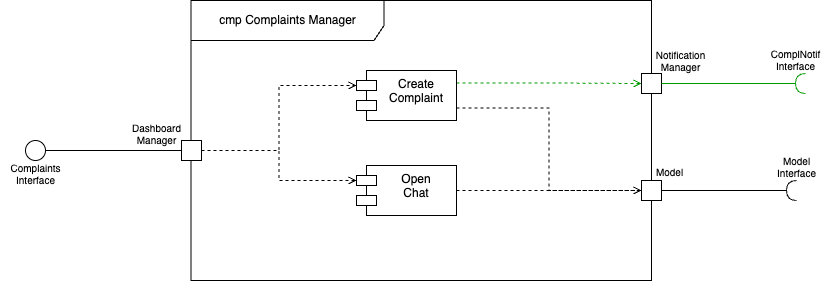 cmp Complaints Manager
Notification
Manager
ComplNotif
Interface
Create
Complaint
Dashboard
Manager
Complaints
Interface
Open
Chat
Model
Model
Interface